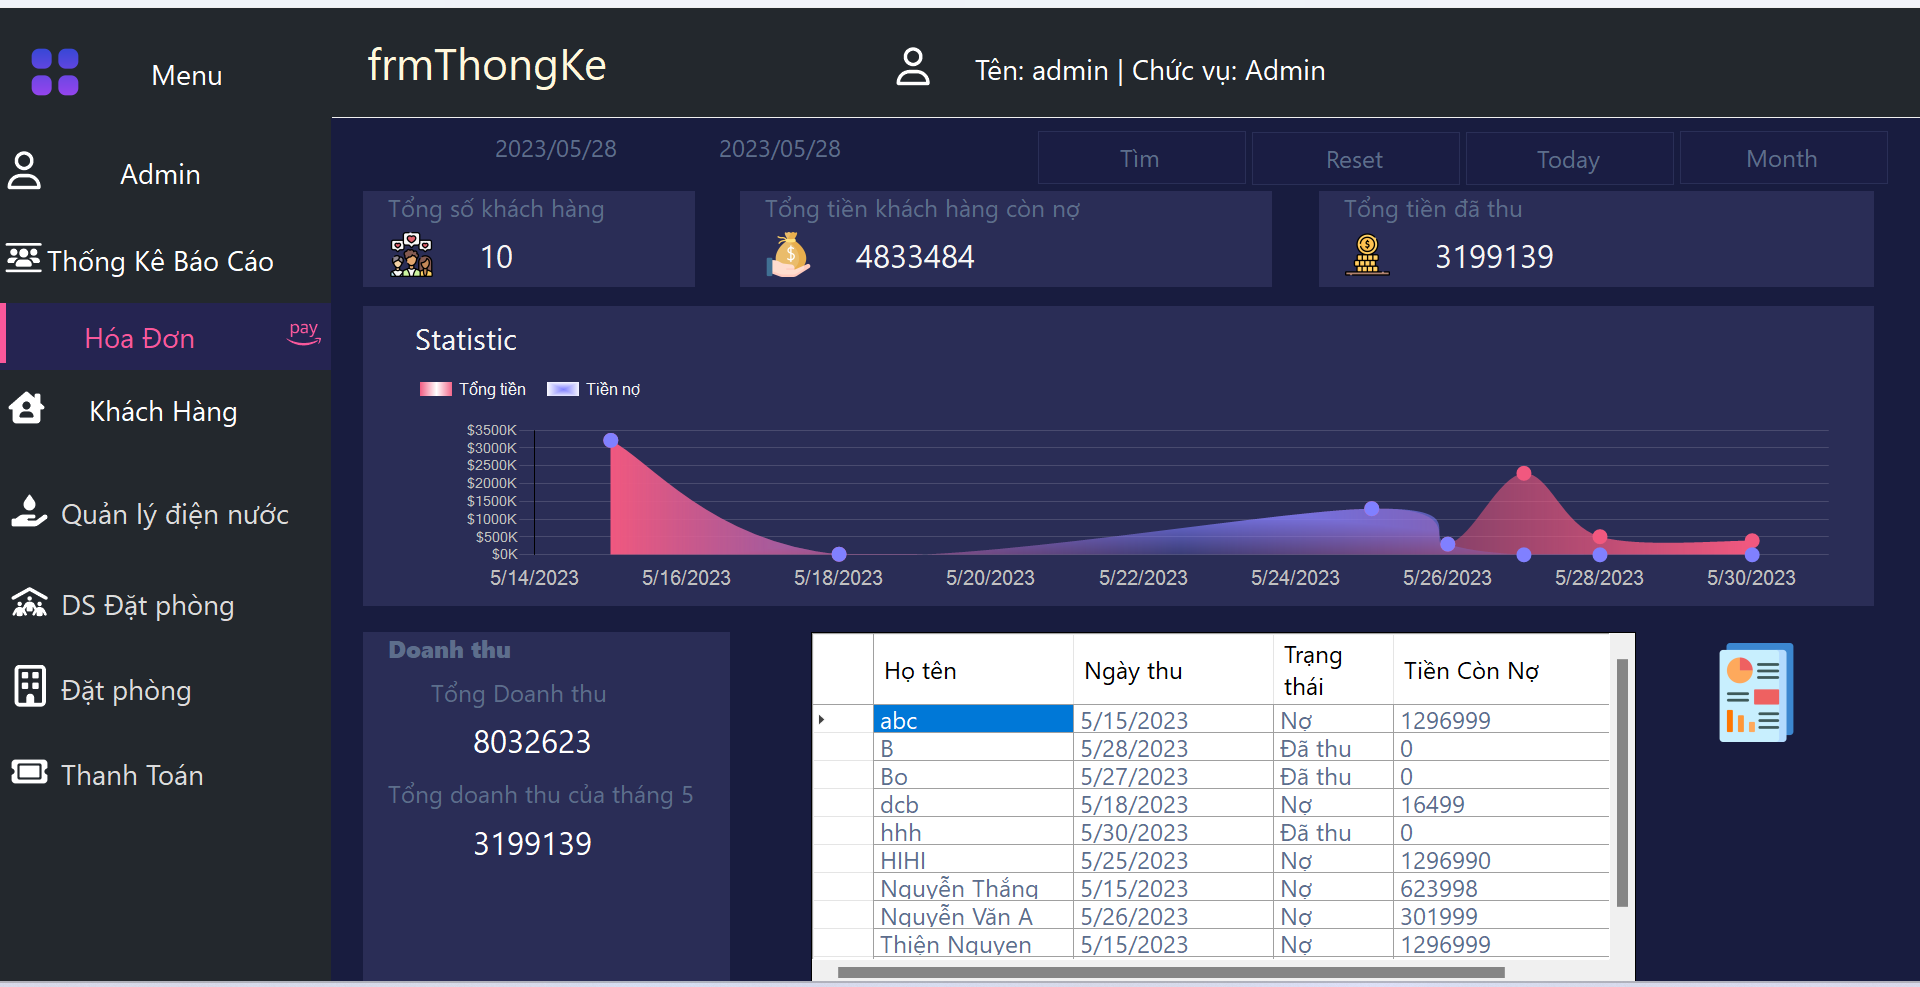 Menu
frmThongKe
Tên: admin | Chức vụ: Admin
Admin
Thống Kê Báo Cáo
Hóa Đơn
pay
Khách Hàng
Quản lý điện nước
DS Đặt phòng
Đặt phòng
Thanh Toán
2023/05/28
2023/05/28
Tìm
Reset
Today
Month
Tổng số khách hàng
10
Tổng tiền khách hàng còn nợ
4833484
Tổng tiền đã thu
3199139
Statistic
Tổng tiền
Tiền nợ
$3500K
$3000K
$2500K
$2000K
$1500K
$1000K
$500K
$0K
5/14/2023 5/16/2023 5/18/2023 5/20/2023 5/22/2023 5/24/2023 5/26/2023 5/28/2023 5/30/2023
Doanh thu
Tổng Doanh thu
8032623
Tổng doanh thu của tháng 5
3199139
Họ tên Ngày thu Trạng thái Tiền Còn Nợ
abc 5/15/2023 Nợ 1296999
B 5/28/2023 Đã thu 0
Bo 5/27/2023 Đã thu 0
dcb 5/18/2023 Nợ 16499
hhh 5/30/2023 Đã thu 0
HIHI 5/25/2023 Nợ 1296990
Nguyễn Thắng 5/15/2023 Nợ 623998
Nguyễn Văn A 5/26/2023 Nợ 301999
Thiện Nguyen 5/15/2023 Nợ 1296999